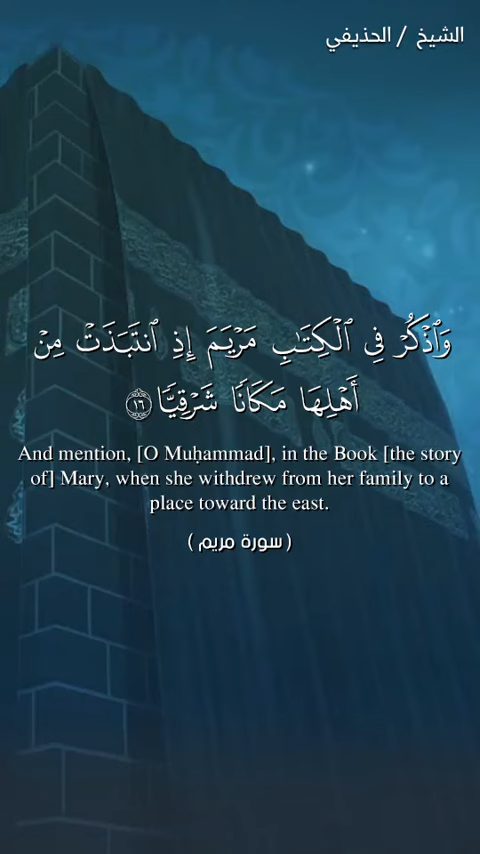 الشيخ / الحذيفي
وَٱذْكُرْ فِى ٱلْكِتَـٰبِ مَرْيَمَ إِذِ ٱنتَبَذَتْ مِنْ
أَهْلِهَا مَكَانًا شَرْقِيًّا ١٦
And mention, [O Muḥammad], in the Book [the story
of] Mary, when she withdrew from her family to a
place toward the east.
( سورة مريم )